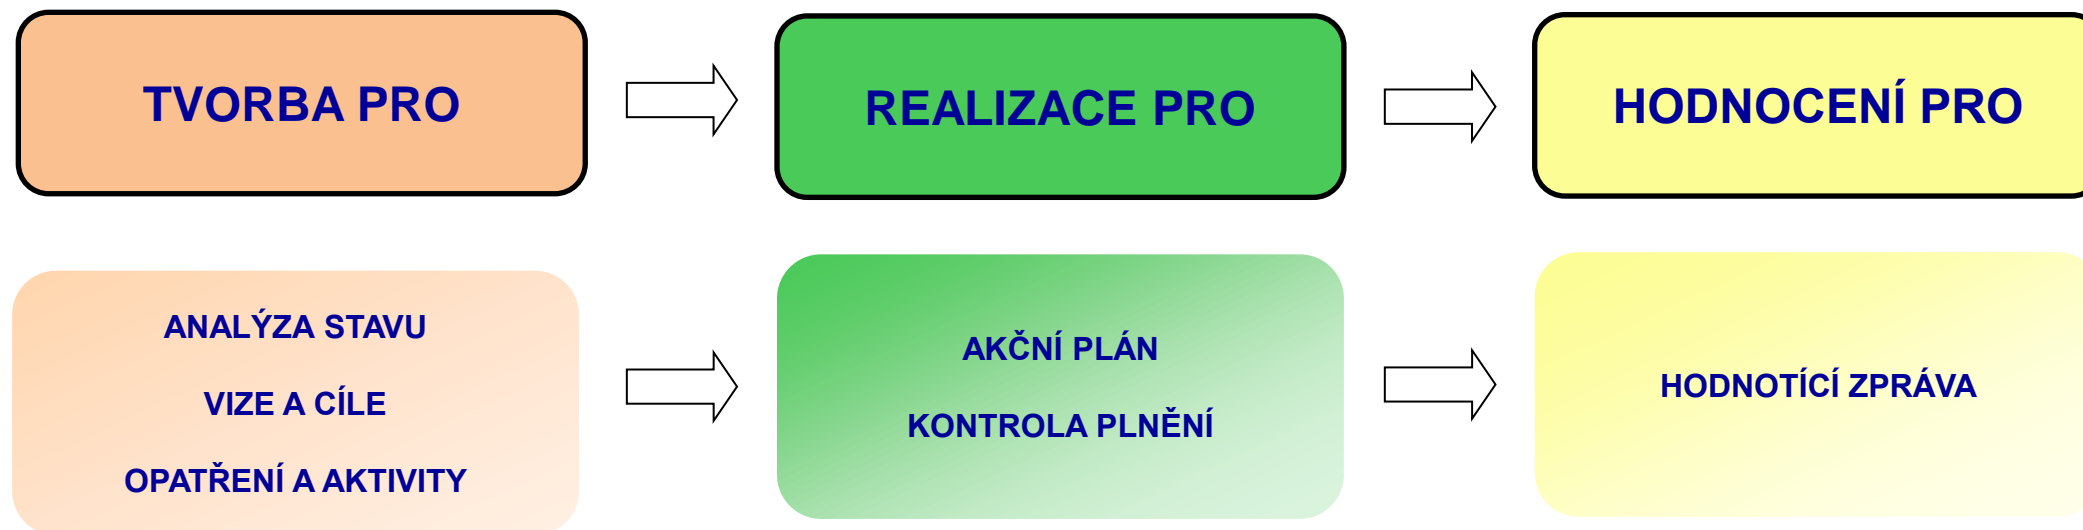 TVORBA PRO
REALIZACE PRO
HODNOCENÍ PRO
ANALÝZA STAVU
VIZE A CÍLE
OPATŘENÍ A AKTIVITY
AKČNÍ PLÁN
KONTROLA PLNĚNÍ
HODNOTÍCÍ ZPRÁVA